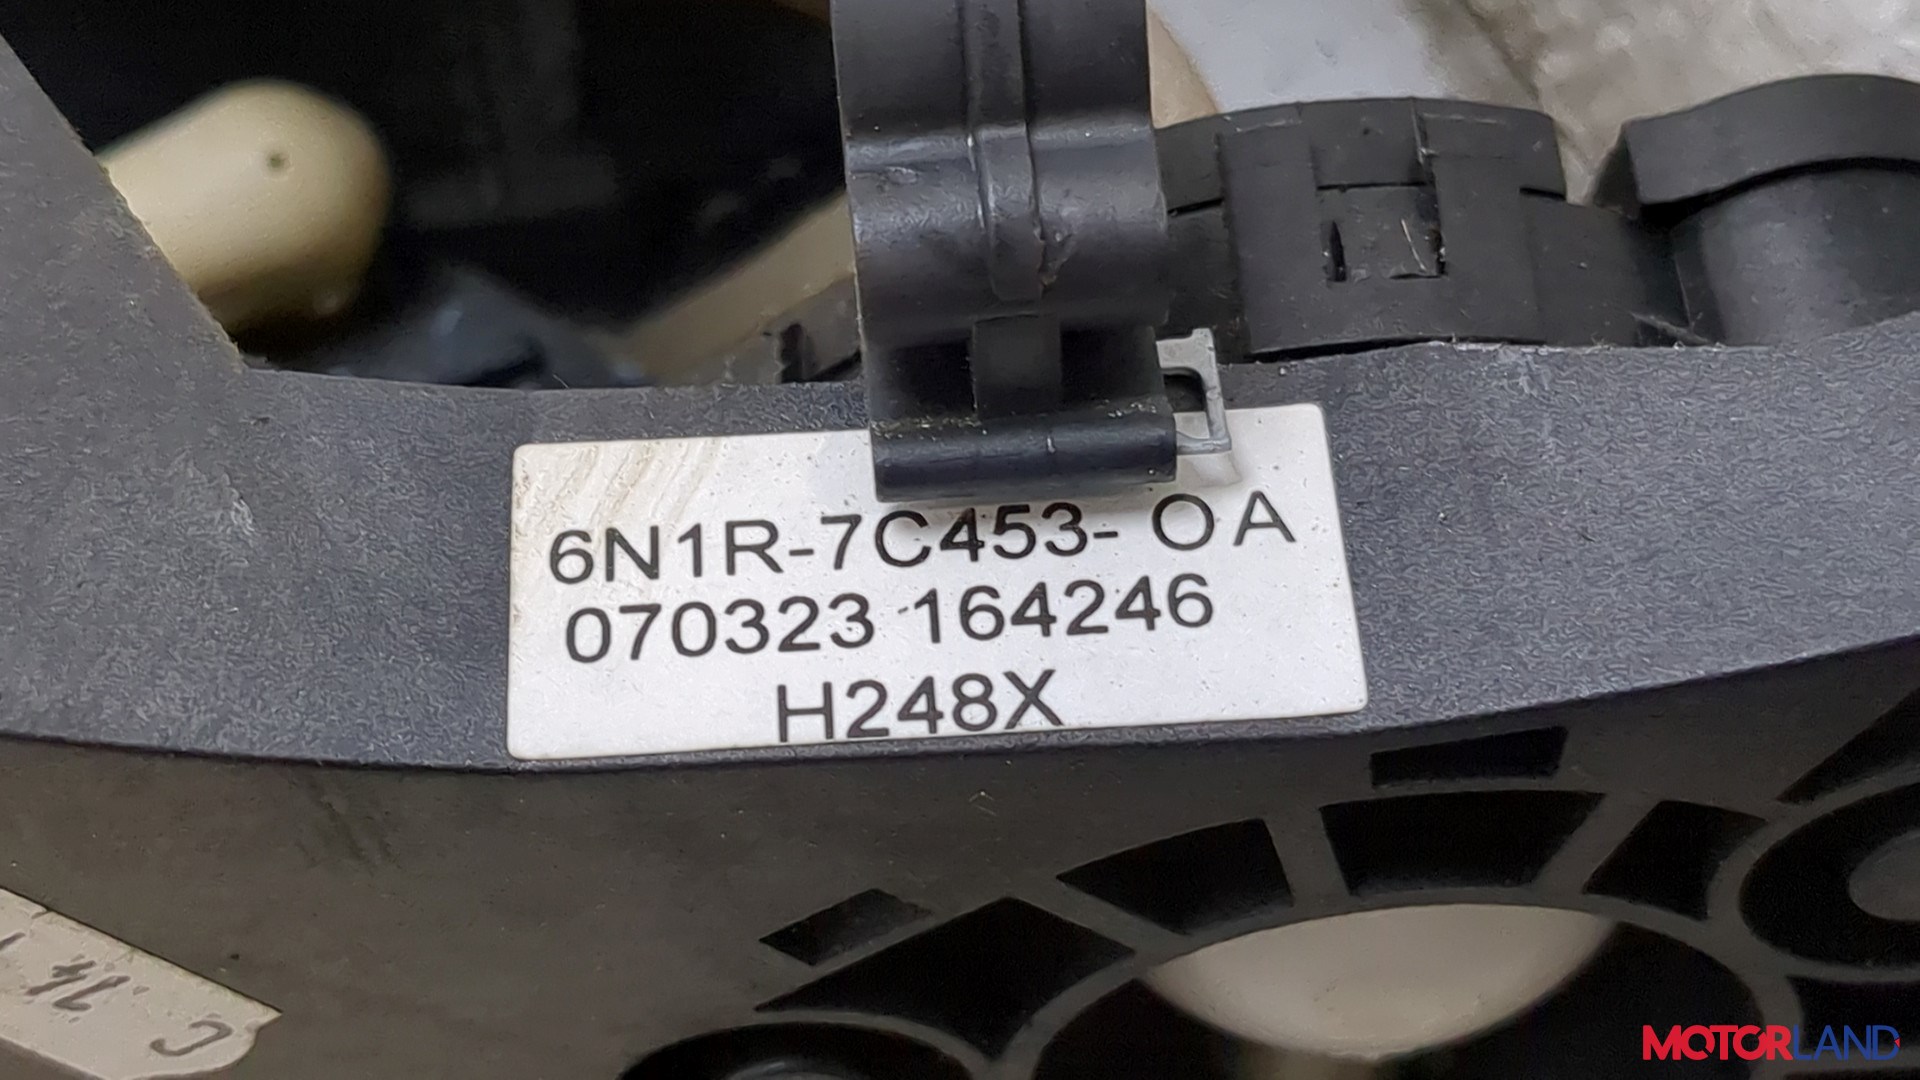 6N1R-7C453- OA
070323 164246
H248X
MOTORLAND